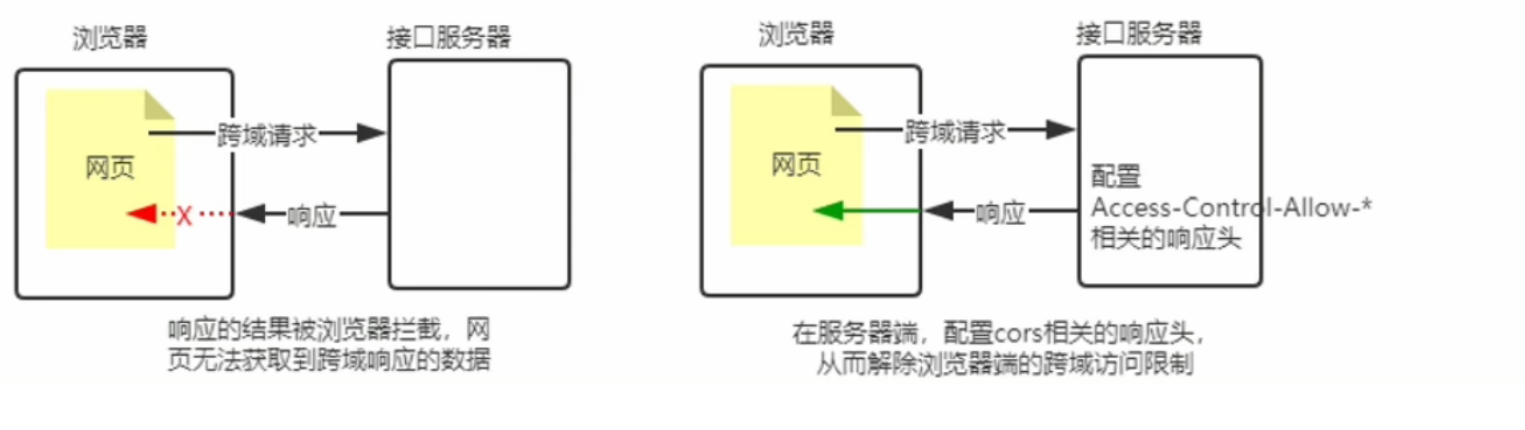 浏览器
接口服务器
跨域请求
网页
X
响应
响应的结果被浏览器拦截，网
页无法获取到跨域响应的数据
浏览器
接口服务器
跨域请求
网页
响应
配置
Access-Control-Allow-*
相关的响应头
在服务器端，配置cors相关的响应头，
从而解除浏览器端的跨域访问限制